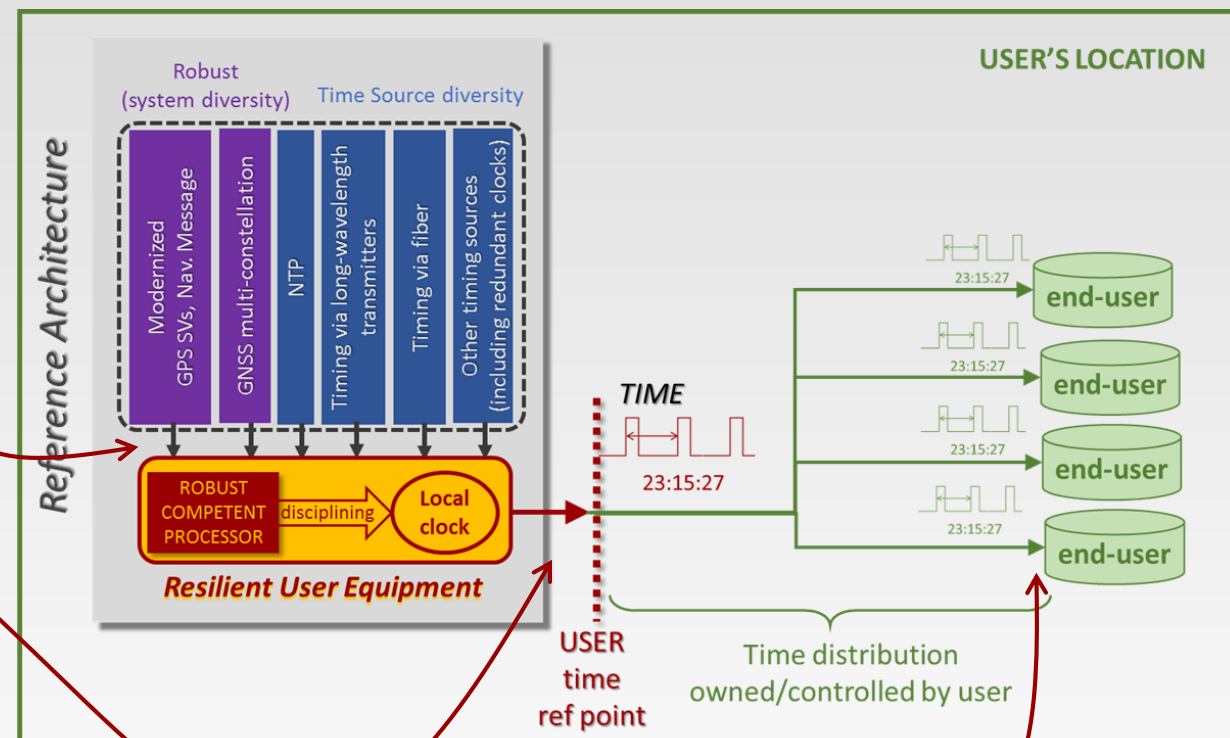 USER'S LOCATION
Reference Architecture
Robust
(system diversity)
Time Source diversity
Modernized
GPS SVs, Nav. Message
GNSS multi-constellation
NTP
Timing via long-wavelength
transmitters
Timing via fiber
Other timing sources
(including redundant clocks)
ROBUST
COMPETENT
PROCESSOR
disciplining
Local
clock
Resilient User Equipment
TIME
23:15:27
USER
time
ref point
23:15:27
end-user
23:15:27
end-user
23:15:27
end-user
23:15:27
end-user
Time distribution
owned/controlled by user